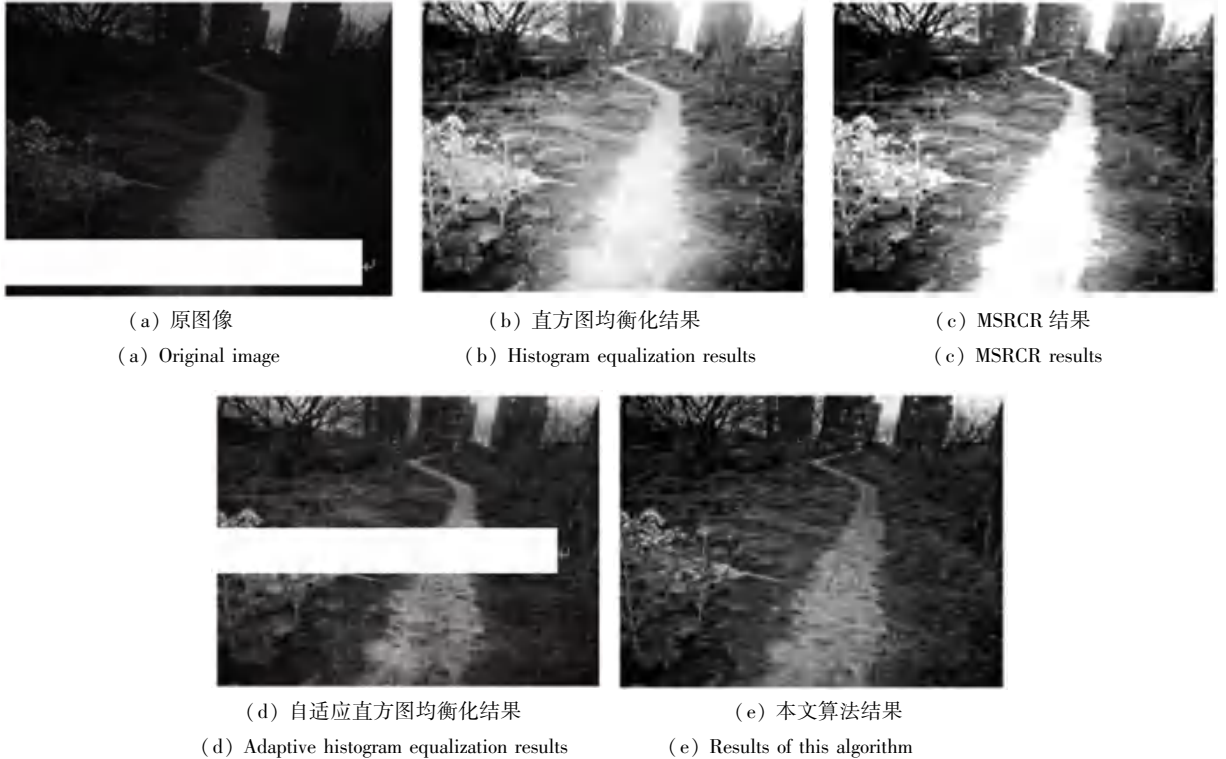 (a) 原图像
(a) Original image
(b) 直方图均衡化结果
(b) Histogram equalization results
(c) MSRCR 结果
(c) MSRCR results
(d) 自适应直方图均衡化结果
(d) Adaptive histogram equalization results
(e) 本文算法结果
(e) Results of this algorithm